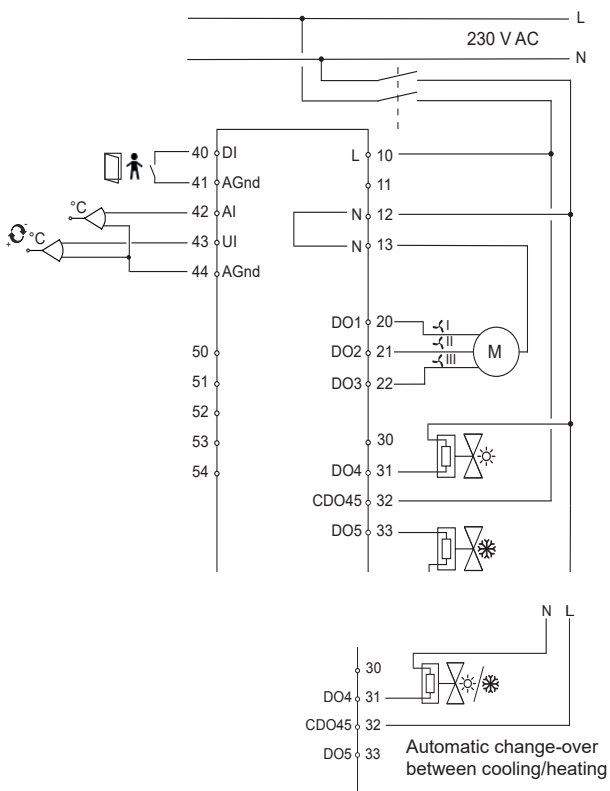 L
230 V AC
N
40 DI
L 10
41 AGnd
11
°C
42 AI
N 12
°C
43 UI
N 13
44 AGnd
DO1 20 I
50
DO2 21 II M
51
DO3 22 III
52
53
30
54
DO4 31
CDO45 32
DO5 33
N L
30
DO4 31
CDO45 32
DO5 33
Automatic change-over
between cooling/heating